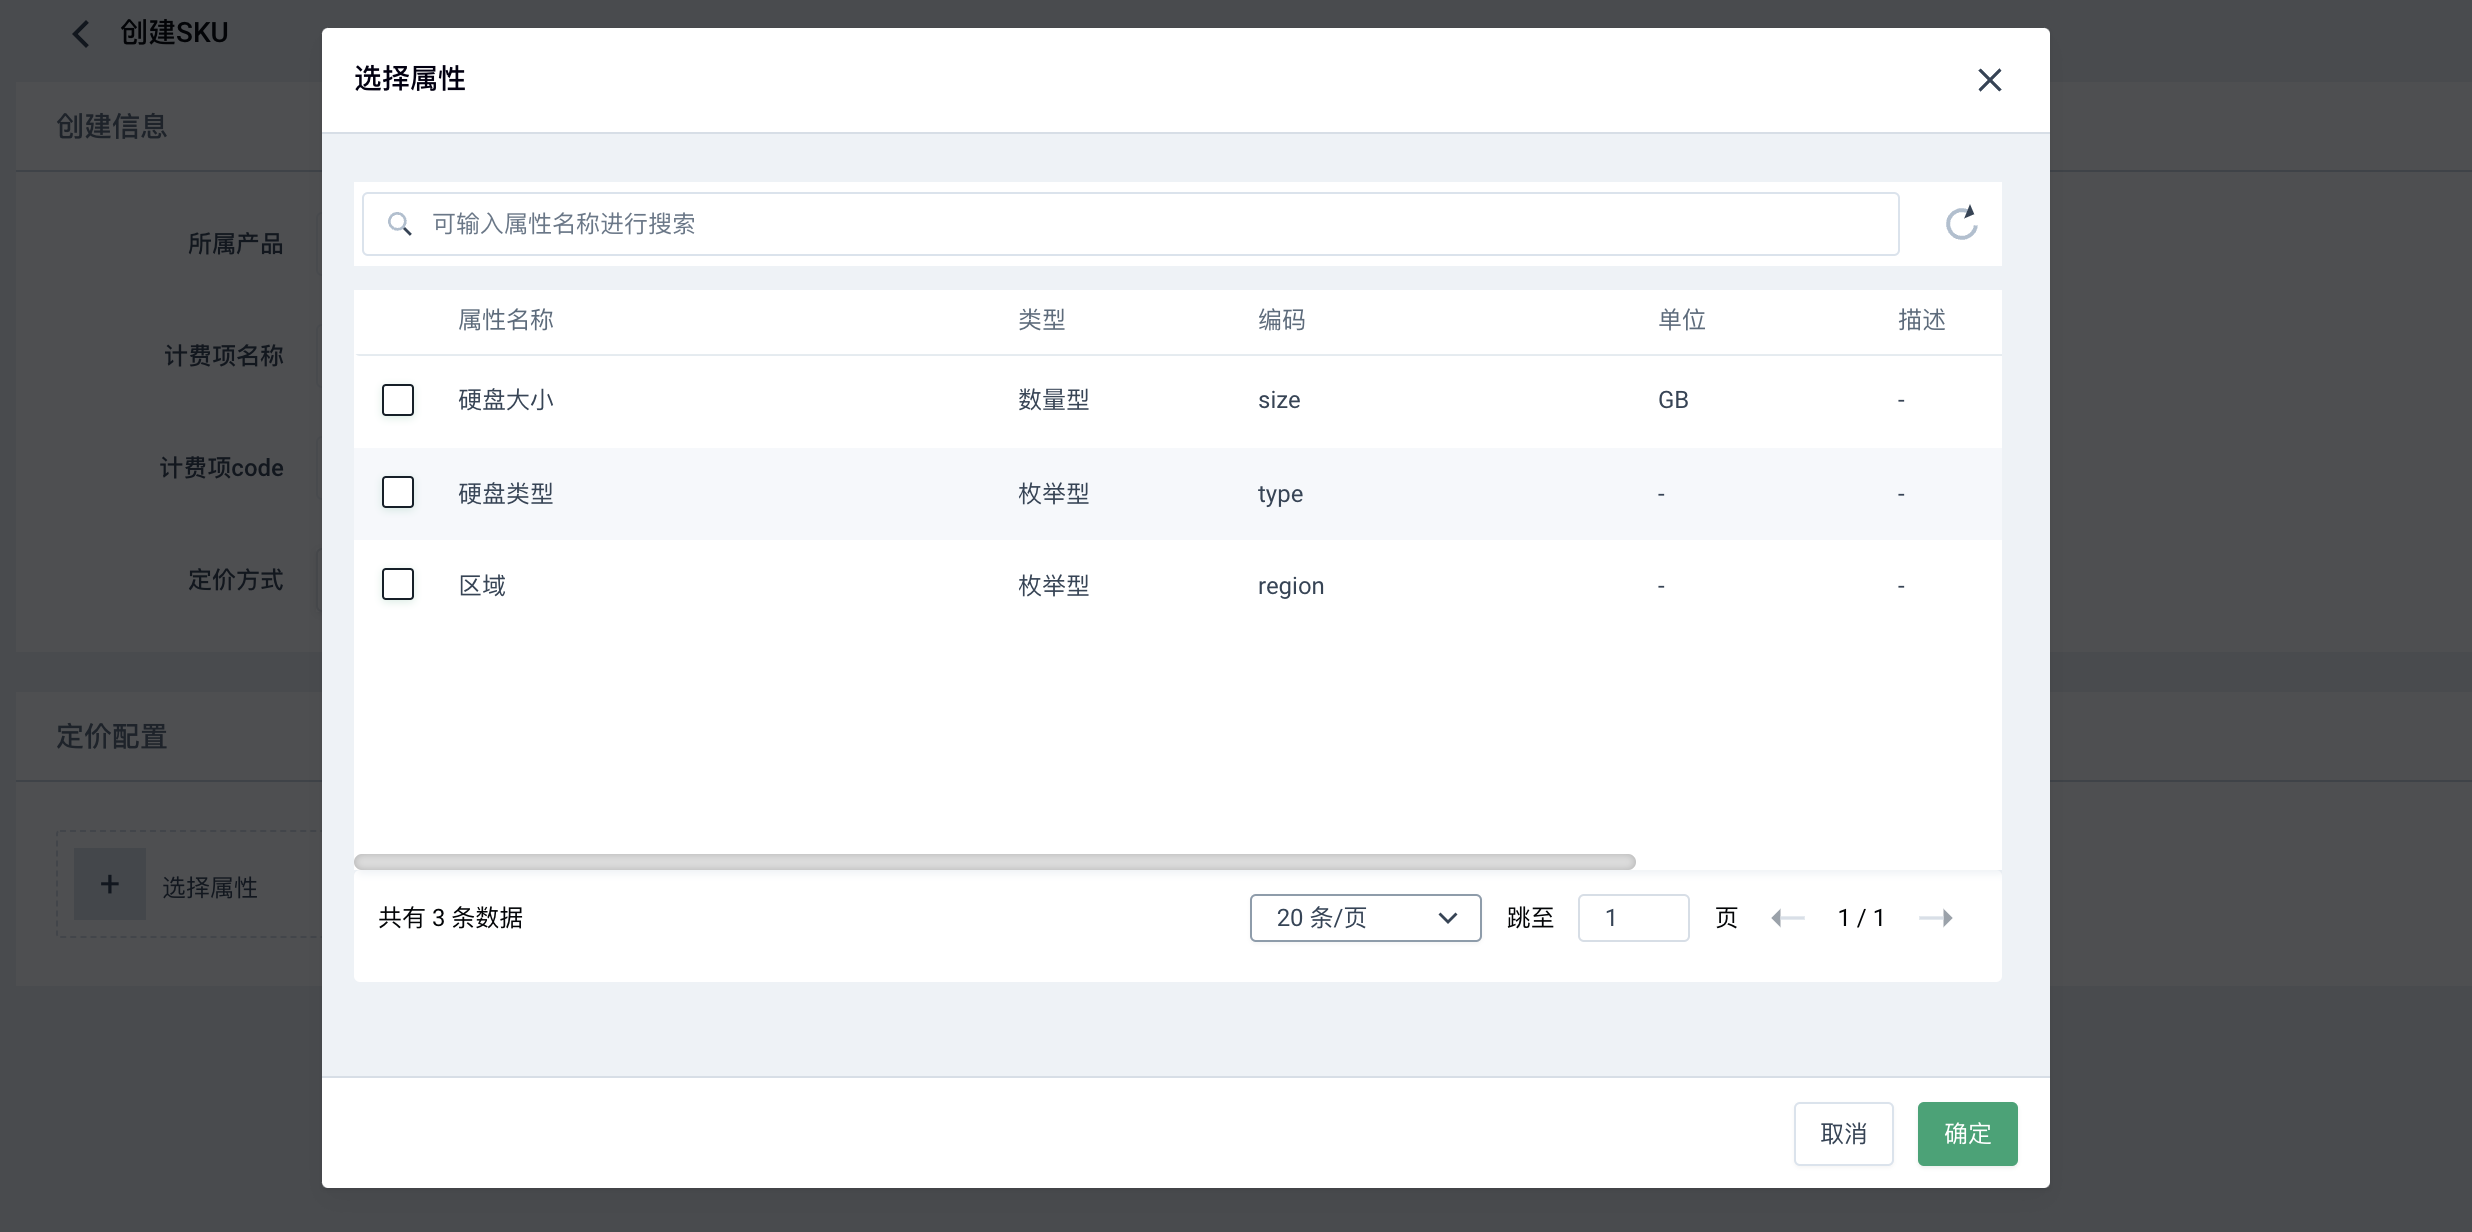 创建SKU
创建信息
所属产品
计费项名称
计费项code
定价方式
定价配置
+ 选择属性
选择属性
可输入属性名称进行搜索
属性名称 类型 编码 单位 描述
硬盘大小 数量型 size GB -
硬盘类型 枚举型 type - -
区域 枚举型 region - -
共有 3 条数据 20 条/页 跳至 1 页 1 / 1
取消 确定